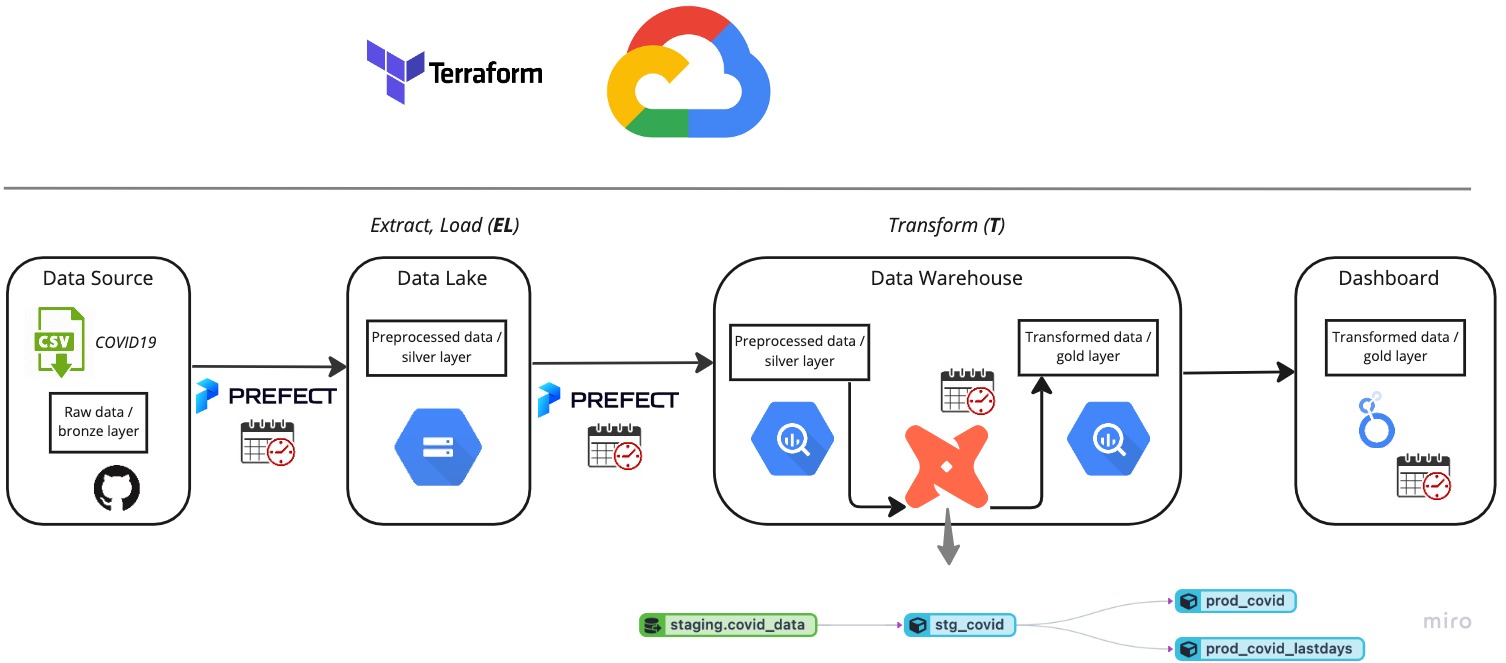 Terraform
Extract, Load (EL)
Transform (T)
Data Source
CSV
COVID19
Raw data /
bronze layer
PREFECT
Data Lake
Preprocessed data /
silver layer
PREFECT
Data Warehouse
Preprocessed data /
silver layer
Transformed data /
gold layer
Dashboard
Transformed data /
gold layer
staging.covid_data
stg_covid
prod_covid
prod_covid_lastdays
miro